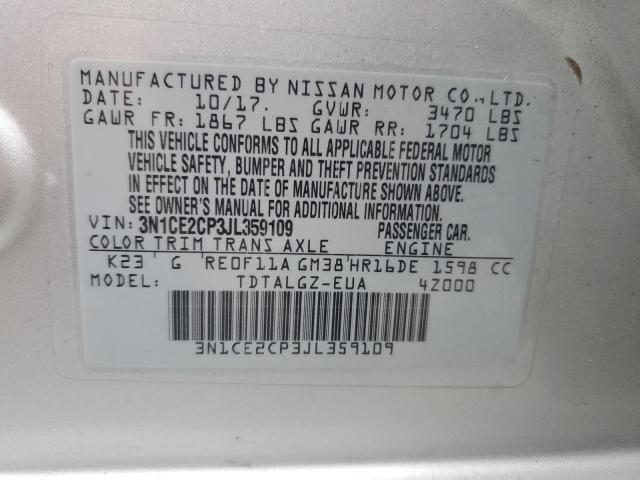 MANUFACTURED BY NISSAN MOTOR CO.,LTD.
DATE: 10/17. GVWR: 3470 LBS
GAWR FR: 1867 LBS GAWR RR: 1704 LBS
THIS VEHICLE CONFORMS TO ALL APPLICABLE FEDERAL MOTOR
VEHICLE SAFETY, BUMPER AND THEFT PREVENTION STANDARDS
IN EFFECT ON THE DATE OF MANUFACTURE SHOWN ABOVE.
SEE OWNER'S MANUAL FOR ADDITIONAL INFORMATION.
VIN: 3N1CE2CP3JL359109 PASSENGER CAR.
COLOR TRIM TRANS AXLE ENGINE
K23 G RE0F11A GM38 HR16DE 1598 CC
MODEL: TDTALGZ-EUA 4Z000
3N1CE2CP3JL359109